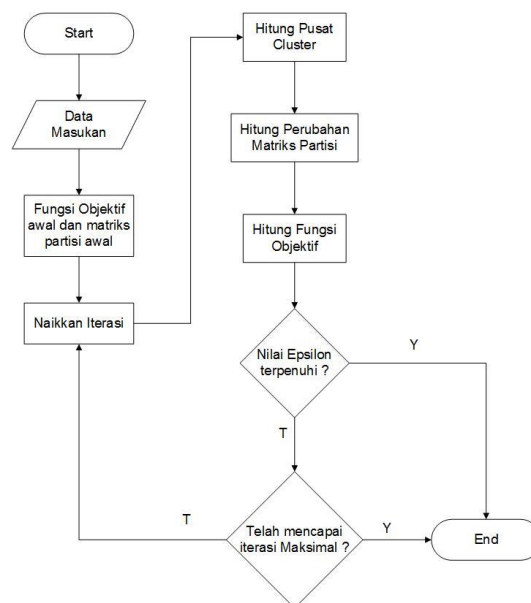 Start
Data
Masukan
Fungsi Objektif
awal dan matriks
partisi awal
Naikkan Iterasi
Hitung Pusat
Cluster
Hitung Perubahan
Matriks Partisi
Hitung Fungsi
Objektif
Nilai Epsilon
terpenuhi ?
Y
T
Telah mencapai
iterasi Maksimal ?
T
Y
End